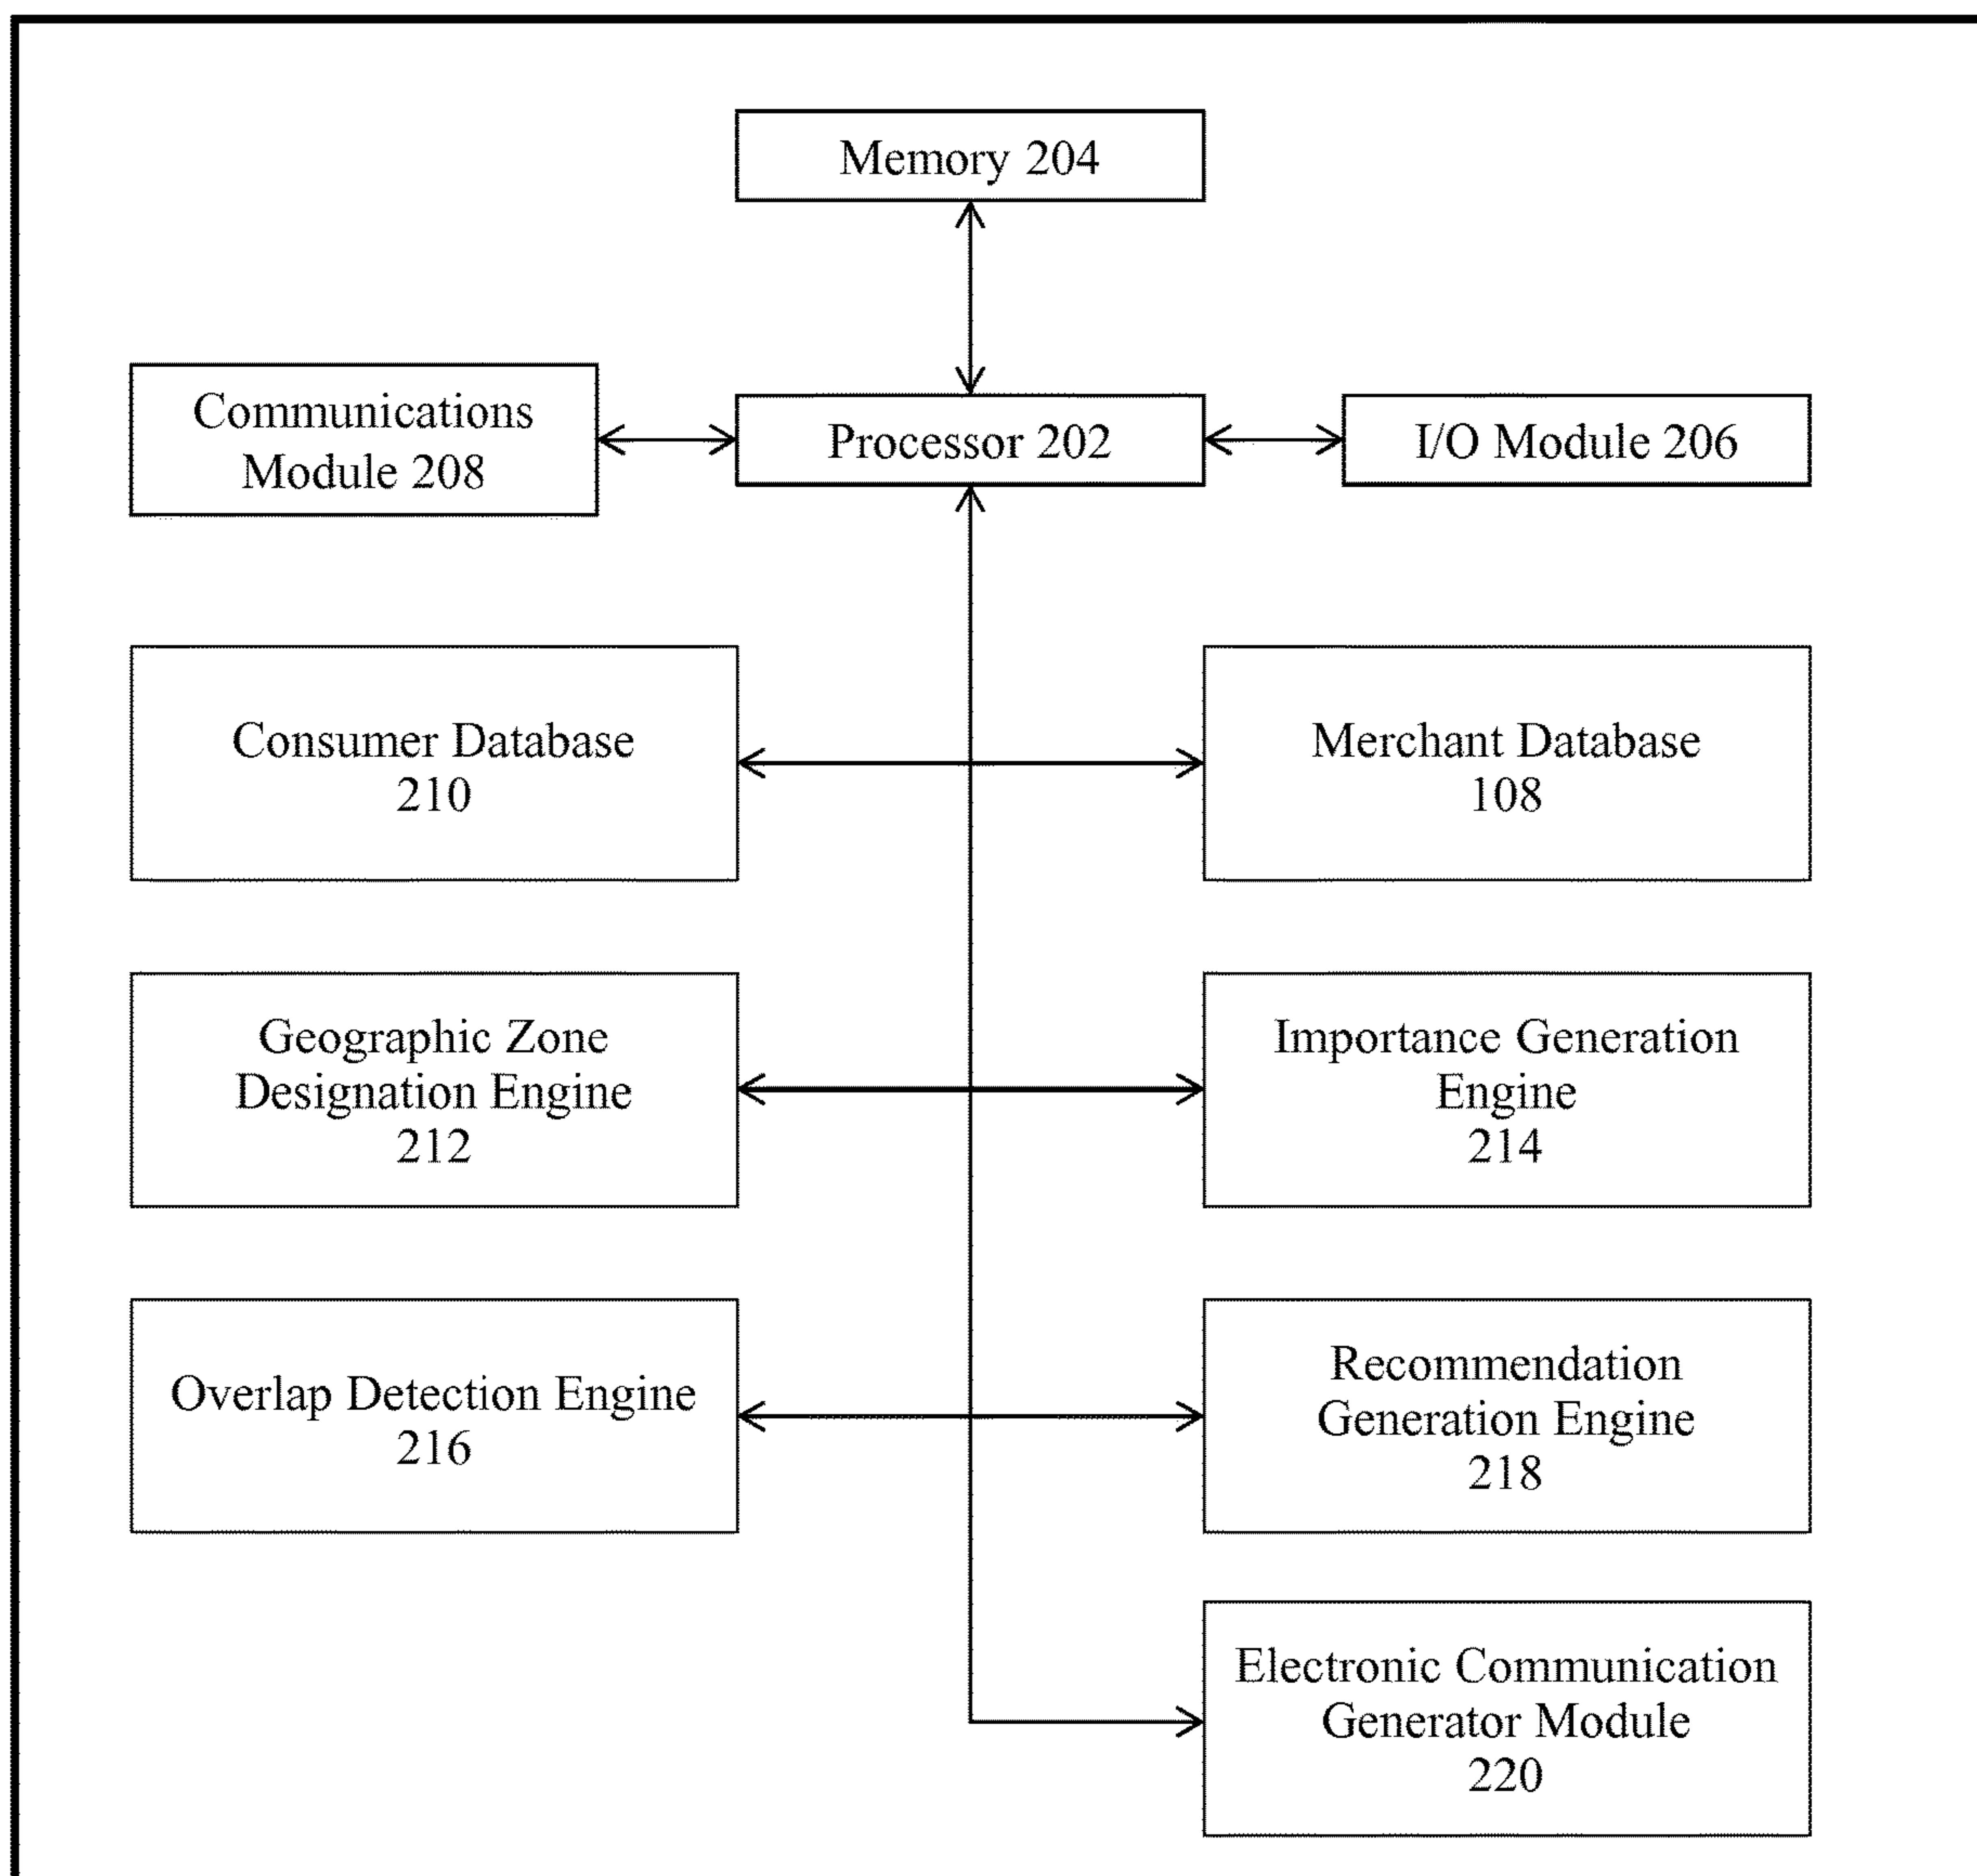 Memory 204
Communications
Module 208
Processor 202
I/O Module 206
Consumer Database
210
Merchant Database
108
Geographic Zone
Designation Engine
212
Importance Generation
Engine
214
Overlap Detection Engine
216
Recommendation
Generation Engine
218
Electronic Communication
Generator Module
220